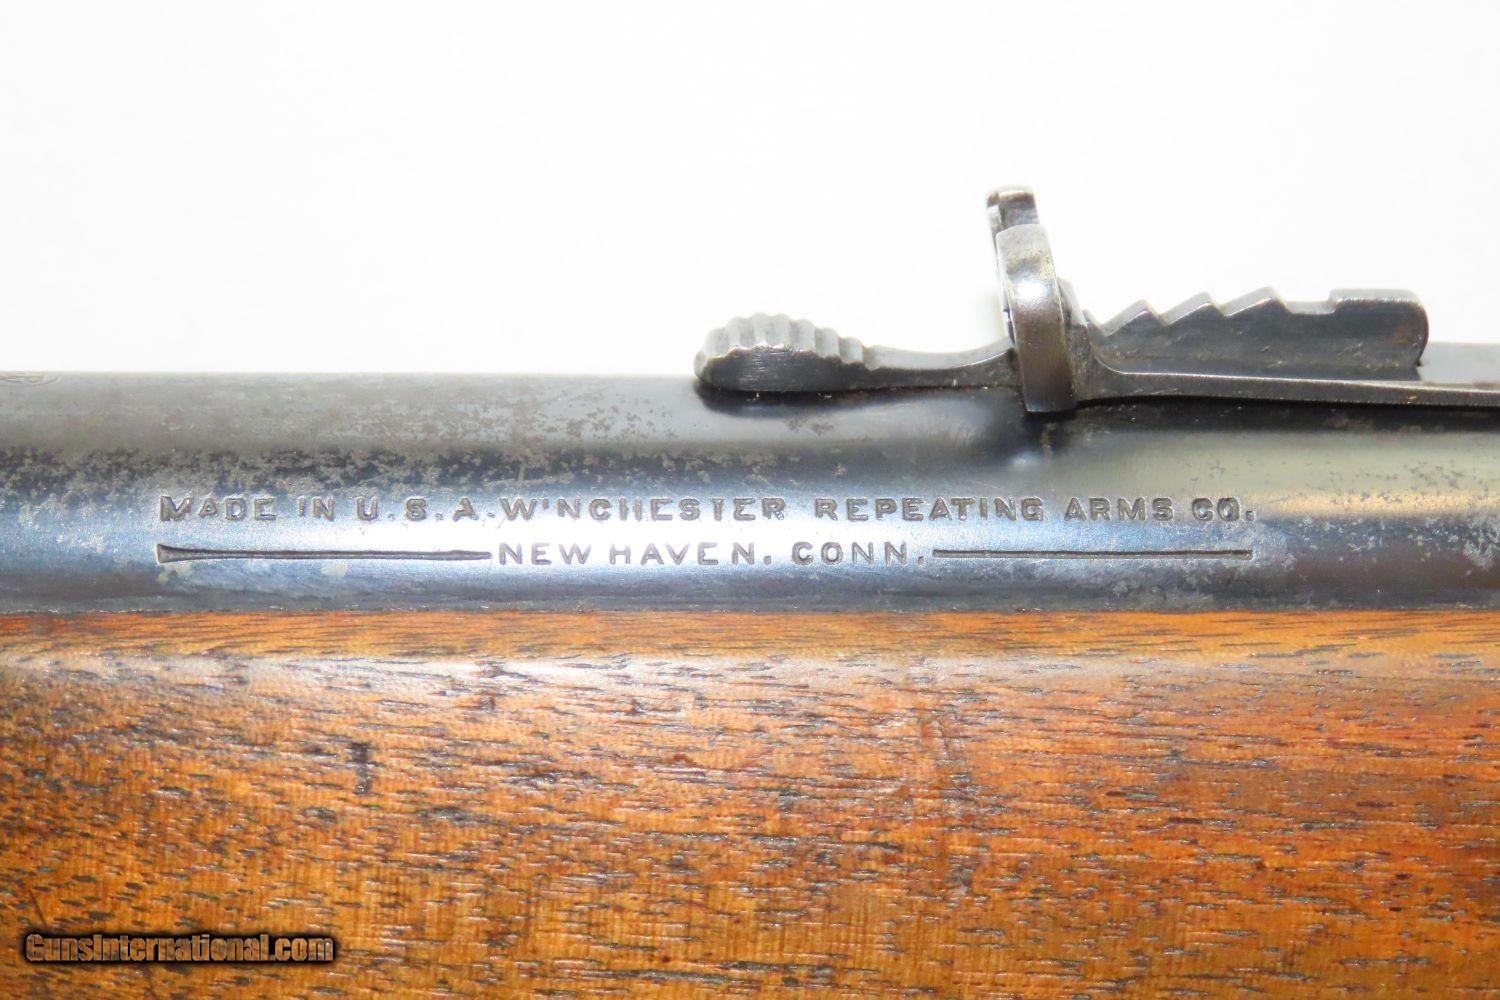 MADE IN U.S.A. WINCHESTER REPEATING ARMS CO.
NEW HAVEN. CONN.
GunsInternational.com